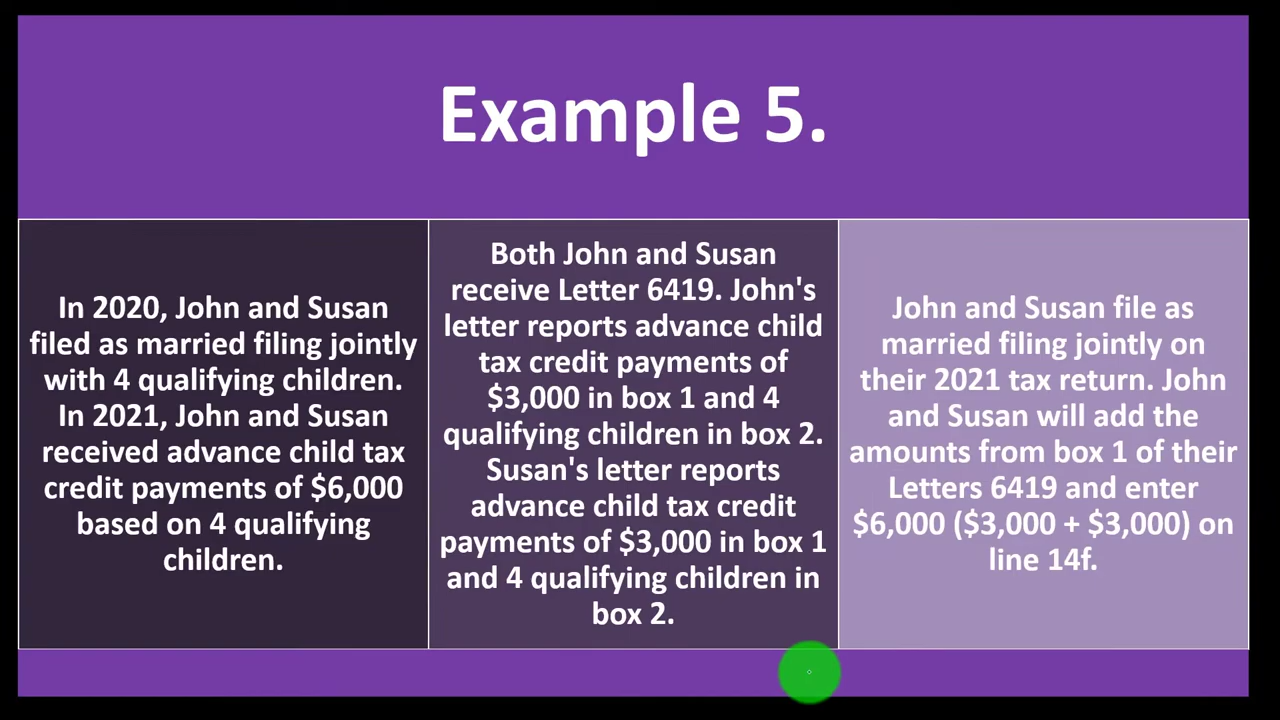 Example 5.
In 2020, John and Susan
filed as married filing jointly
with 4 qualifying children.
In 2021, John and Susan
received advance child tax
credit payments of $6,000
based on 4 qualifying
children.
Both John and Susan
receive Letter 6419. John's
letter reports advance child
tax credit payments of
$3,000 in box 1 and 4
qualifying children in box 2.
Susan's letter reports
advance child tax credit
payments of $3,000 in box 1
and 4 qualifying children in
box 2.
John and Susan file as
married filing jointly on
their 2021 tax return. John
and Susan will add the
amounts from box 1 of their
Letters 6419 and enter
$6,000 ($3,000 + $3,000) on
line 14f.